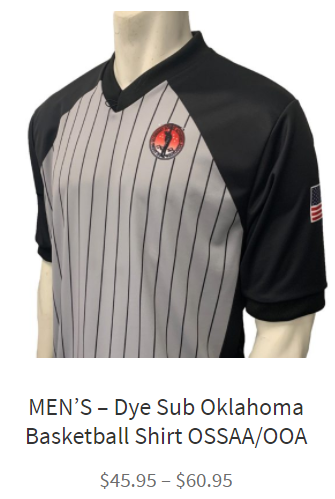 MEN’S – Dye Sub Oklahoma
Basketball Shirt OSSAA/OOA
$45.95 – $60.95